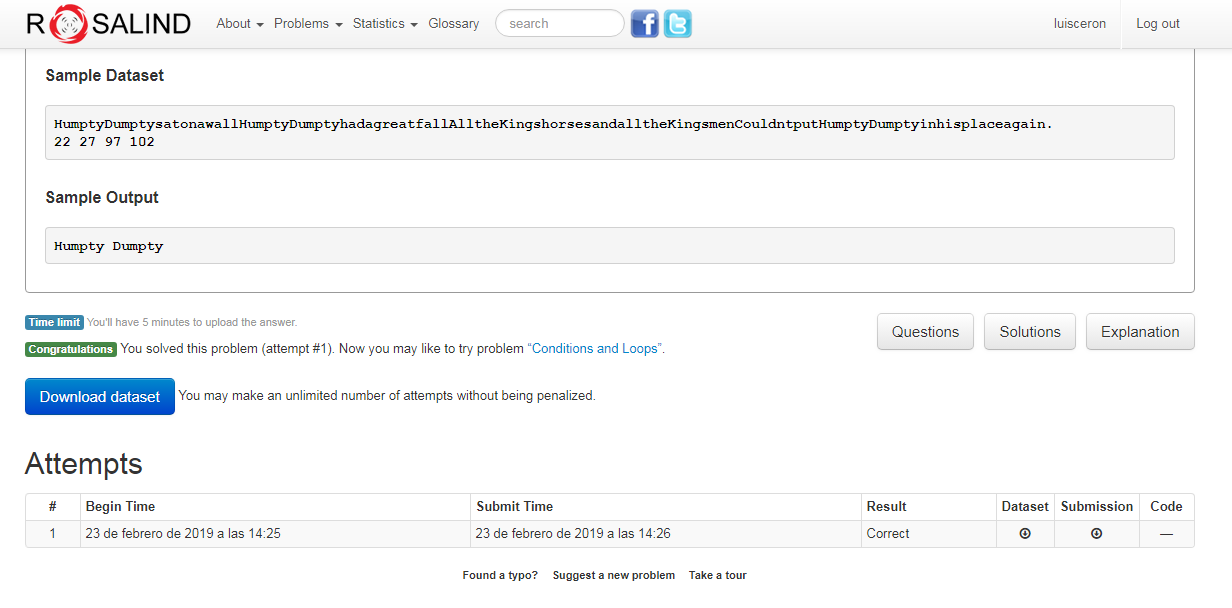 ROSALIND About Problems Statistics Glossary search luisceron Log out
Sample Dataset
HumptyDumptysatonawallHumptyDumptyhadagreatfallAlltheKingshorsesandalltheKingsmenCouldntputHumptyDumptyinhisplaceagain.
22 27 97 102
Sample Output
Humpty Dumpty
Time limit You'll have 5 minutes to upload the answer.
Questions Solutions Explanation
Congratulations You solved this problem (attempt #1). Now you may like to try problem “Conditions and Loops”.
Download dataset You may make an unlimited number of attempts without being penalized.
Attempts
# Begin Time Submit Time Result Dataset Submission Code
1 23 de febrero de 2019 a las 14:25 23 de febrero de 2019 a las 14:26 Correct —
Found a typo? Suggest a new problem Take a tour